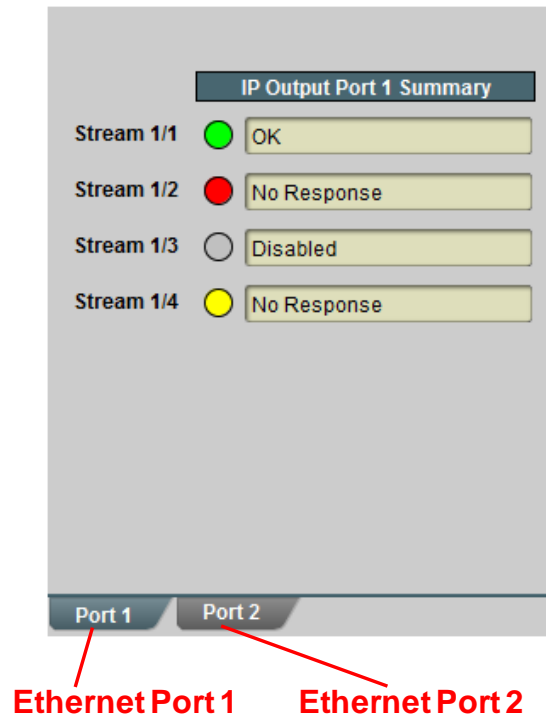 IP Output Port 1 Summary
Stream 1/1 OK
Stream 1/2 No Response
Stream 1/3 Disabled
Stream 1/4 No Response
Port 1 Port 2
Ethernet Port 1 Ethernet Port 2